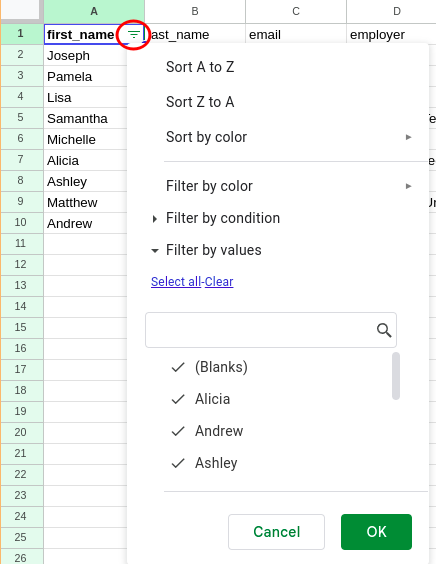 A B C D
1 first_name last_name email employer
2 Joseph
3 Pamela
4 Lisa
5 Samantha
6 Michelle
7 Alicia
8 Ashley
9 Matthew
10 Andrew
11
12
13
14
15
16
17
18
19
20
21
22
23
24
25
26
Sort A to Z
Sort Z to A
Sort by color
Filter by color
Filter by condition
Filter by values
Select all-Clear
(Blanks)
Alicia
Andrew
Ashley
Cancel OK